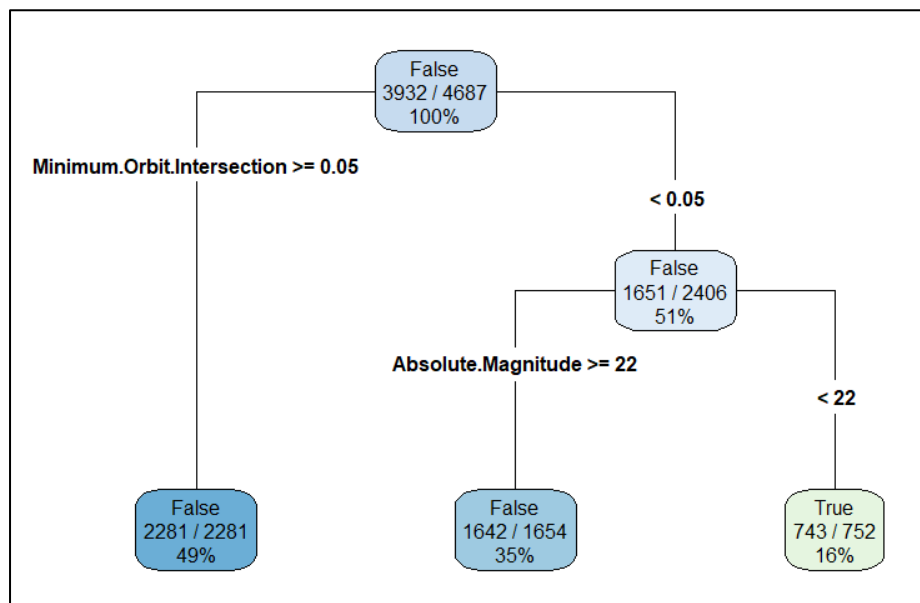 False
3932 / 4687
100%
Minimum.Orbit.Intersection >= 0.05
< 0.05
False
1651 / 2406
51%
Absolute.Magnitude >= 22
< 22
False
2281 / 2281
49%
False
1642 / 1654
35%
True
743 / 752
16%